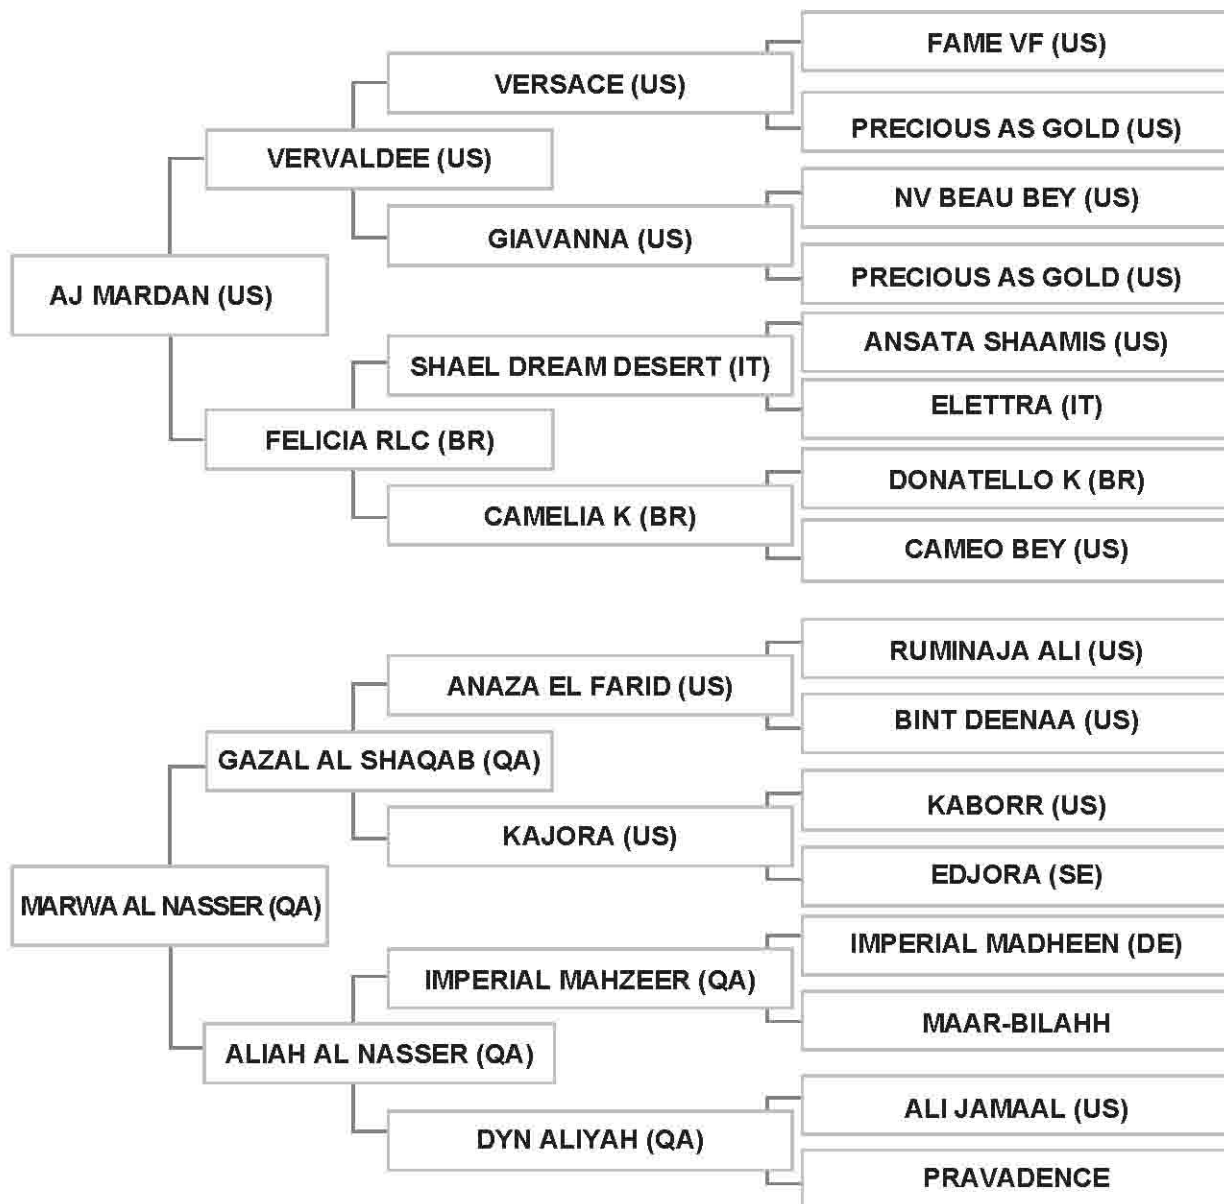 FAME VF (US)
VERSACE (US)
PRECIOUS AS GOLD (US)
VERVALDEE (US)
NV BEAU BEY (US)
GIAVANNA (US)
PRECIOUS AS GOLD (US)
AJ MARDAN (US)
ANSATA SHAAMIS (US)
SHAEL DREAM DESERT (IT)
ELETTRA (IT)
FELICIA RLC (BR)
DONATELLO K (BR)
CAMELIA K (BR)
CAMEO BEY (US)
RUMINAJA ALI (US)
ANAZA EL FARID (US)
BINT DEENAA (US)
GAZAL AL SHAQAB (QA)
KABORR (US)
KAJORA (US)
EDJORA (SE)
MARWA AL NASSER (QA)
IMPERIAL MADHEEN (DE)
IMPERIAL MAHZEER (QA)
MAAR-BILAHH
ALIAH AL NASSER (QA)
ALI JAMAAL (US)
DYN ALIYAH (QA)
PRAVADENCE